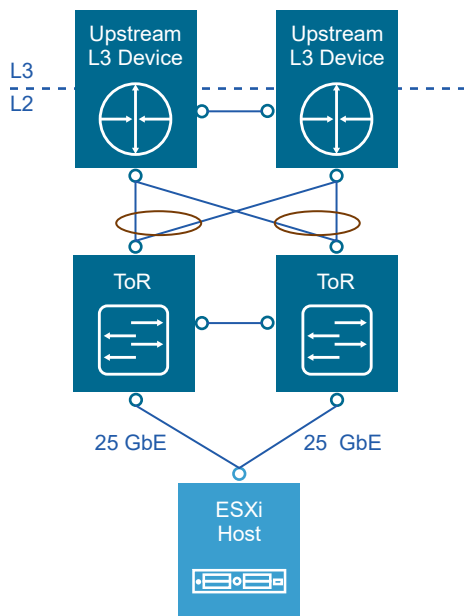 Upstream
L3 Device
Upstream
L3 Device
L3
L2
ToR
ToR
25 GbE
25 GbE
ESXi
Host